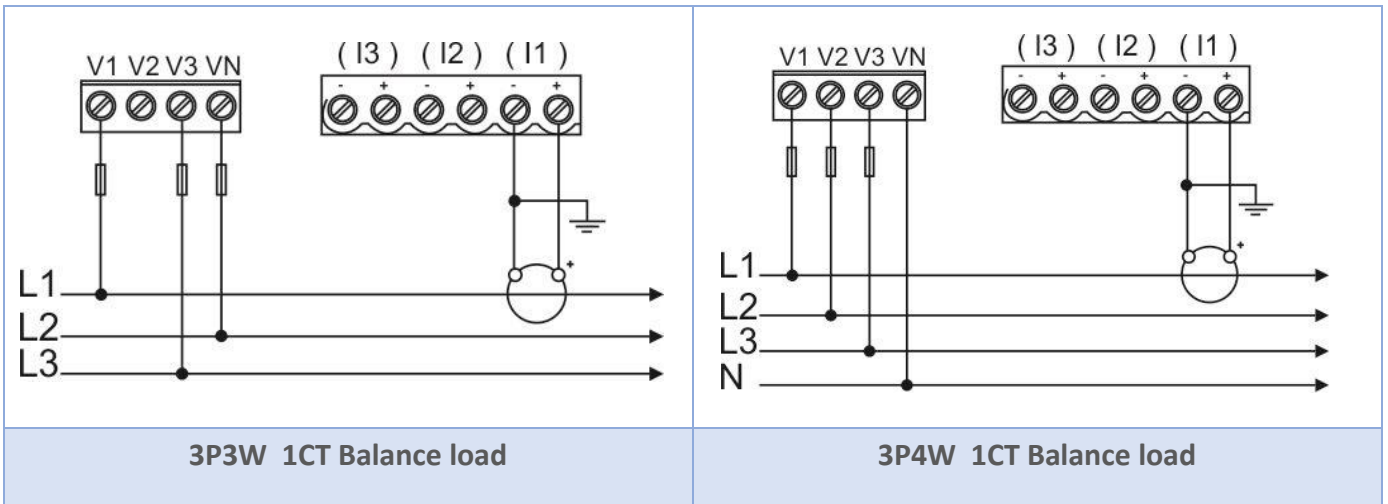 V1 V2 V3 VN
( I3 ) ( I2 ) ( I1 )
- + - + - +
+
L1
L2
L3
3P3W 1CT Balance load
V1 V2 V3 VN
( I3 ) ( I2 ) ( I1 )
- + - + - +
+
L1
L2
L3
N
3P4W 1CT Balance load